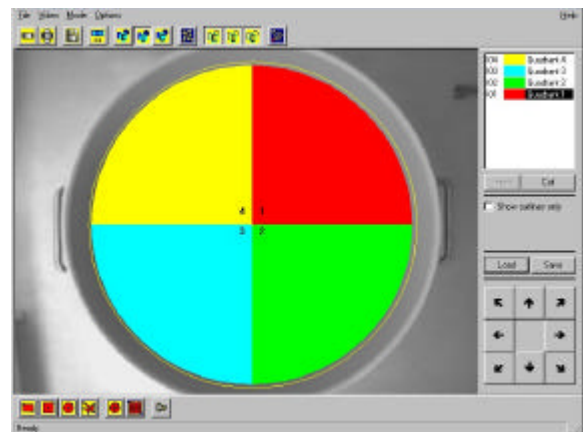 File Video Mode Options Help
Quadrant 4
Quadrant 3
Quadrant 2
Quadrant 1
Cut
4 1
3 2
Show outlines only
Load Save
Ready